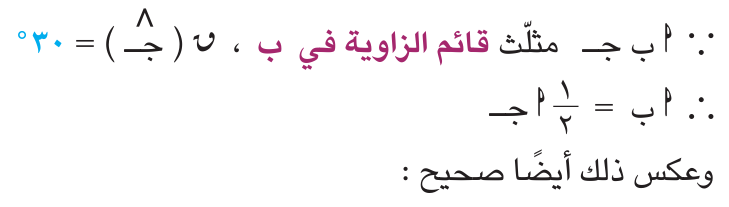 ∵ أ ب جـ مثلّث قائم الزاوية في ب ، ن (جـ^) = ٣٠°
∴ أ ب = ١/٢ أ جـ
وعكس ذلك أيضًا صحيح :